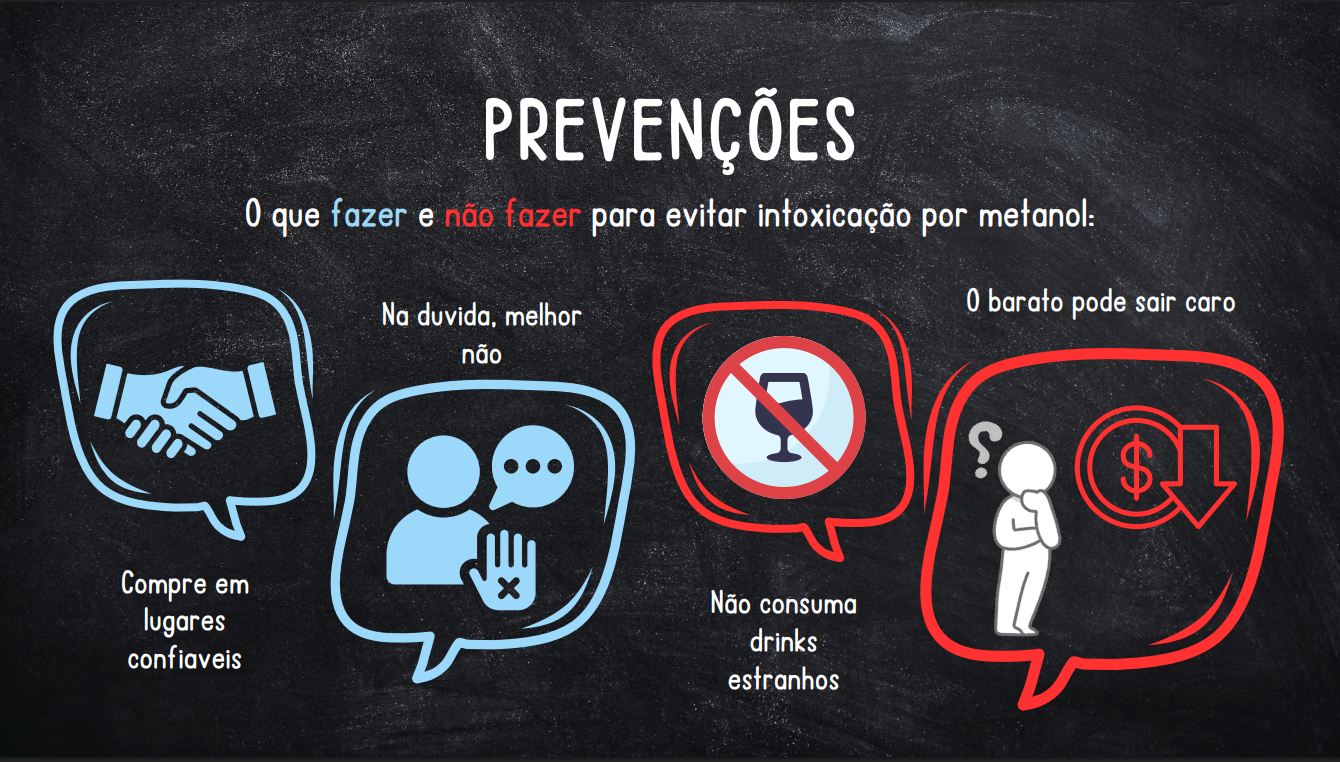 PREVENÇÕES
O que fazer e não fazer para evitar intoxicação por metanol:
Compre em
lugares
confiaveis
Na duvida, melhor
não
Não consuma
drinks
estranhos
O barato pode sair caro